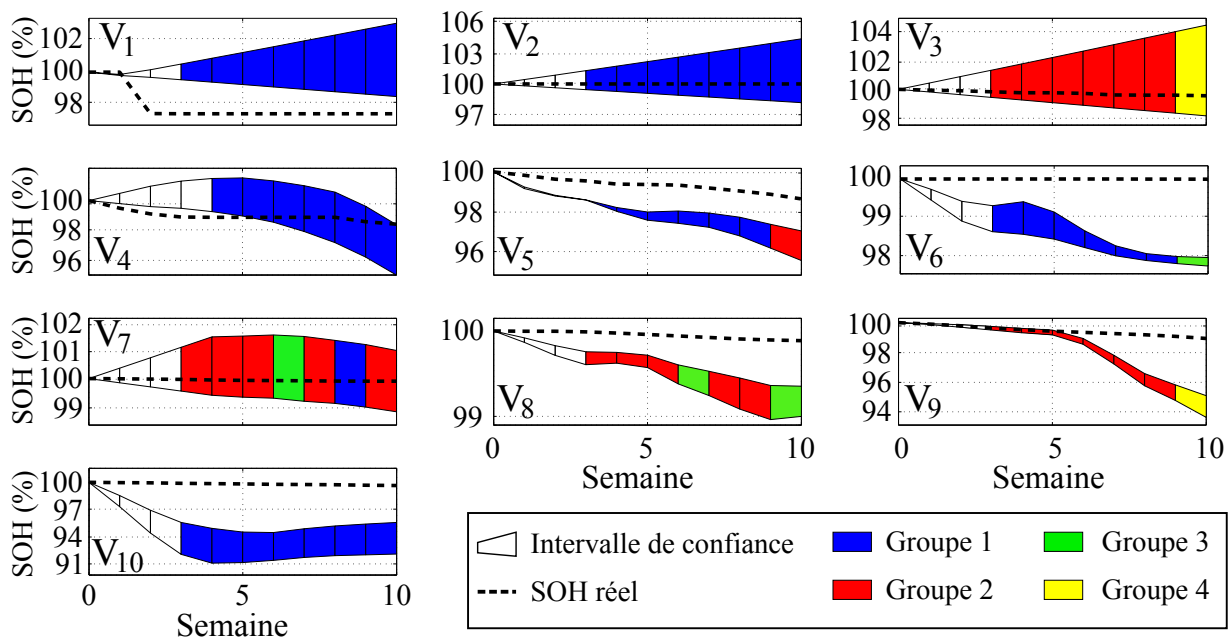 SOH (%)
102
100
98
V1
106
103
100
97
V2
104
102
100
98
V3
SOH (%)
100
98
96
V4
100
98
96
V5
100
99
98
V6
SOH (%)
102
101
100
99
V7
100
99
V8
0 5 10
Semaine
100
98
96
94
V9
0 5 10
Semaine
SOH (%)
100
97
94
91
V10
0 5 10
Semaine
Intervalle de confiance
SOH réel
Groupe 1
Groupe 2
Groupe 3
Groupe 4